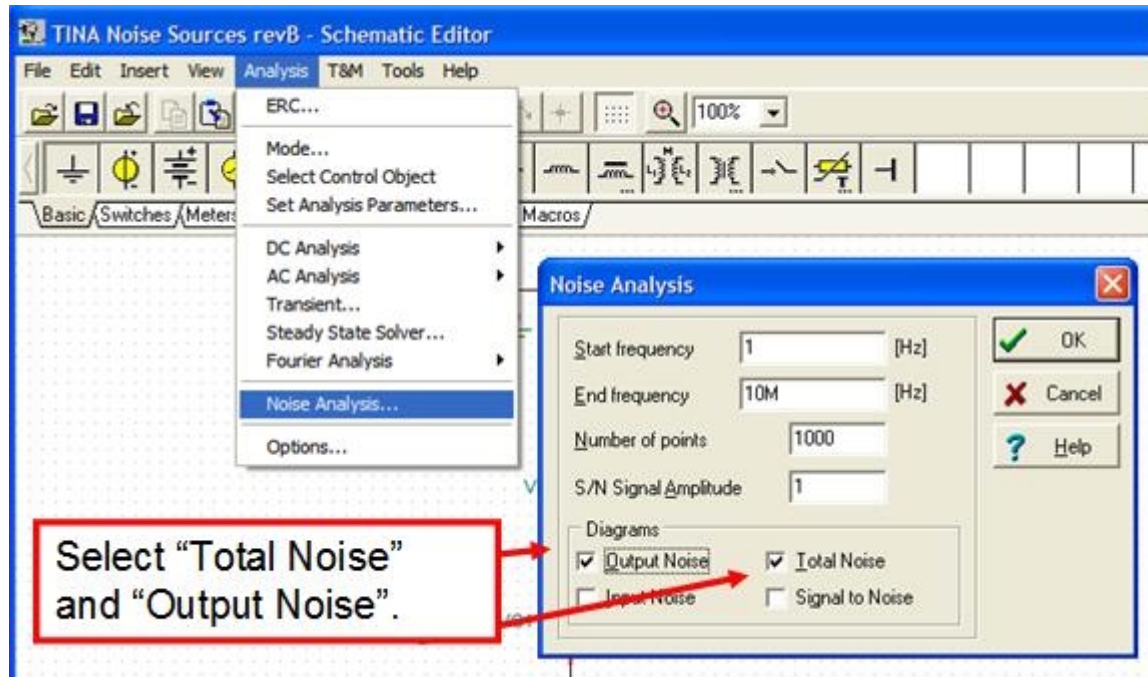 TINA Noise Sources revB - Schematic Editor
File Edit Insert View Analysis T&M Tools Help
100%
Basic Switches Meters Macros
ERC...
Mode...
Select Control Object
Set Analysis Parameters...
DC Analysis
AC Analysis
Transient...
Steady State Solver...
Fourier Analysis
Noise Analysis...
Options...
Noise Analysis
Start frequency 1 [Hz]
End frequency 10M [Hz]
Number of points 1000
S/N Signal Amplitude 1
Diagrams
Output Noise Total Noise
Input Noise Signal to Noise
OK
Cancel
Help
Select “Total Noise”
and “Output Noise”.